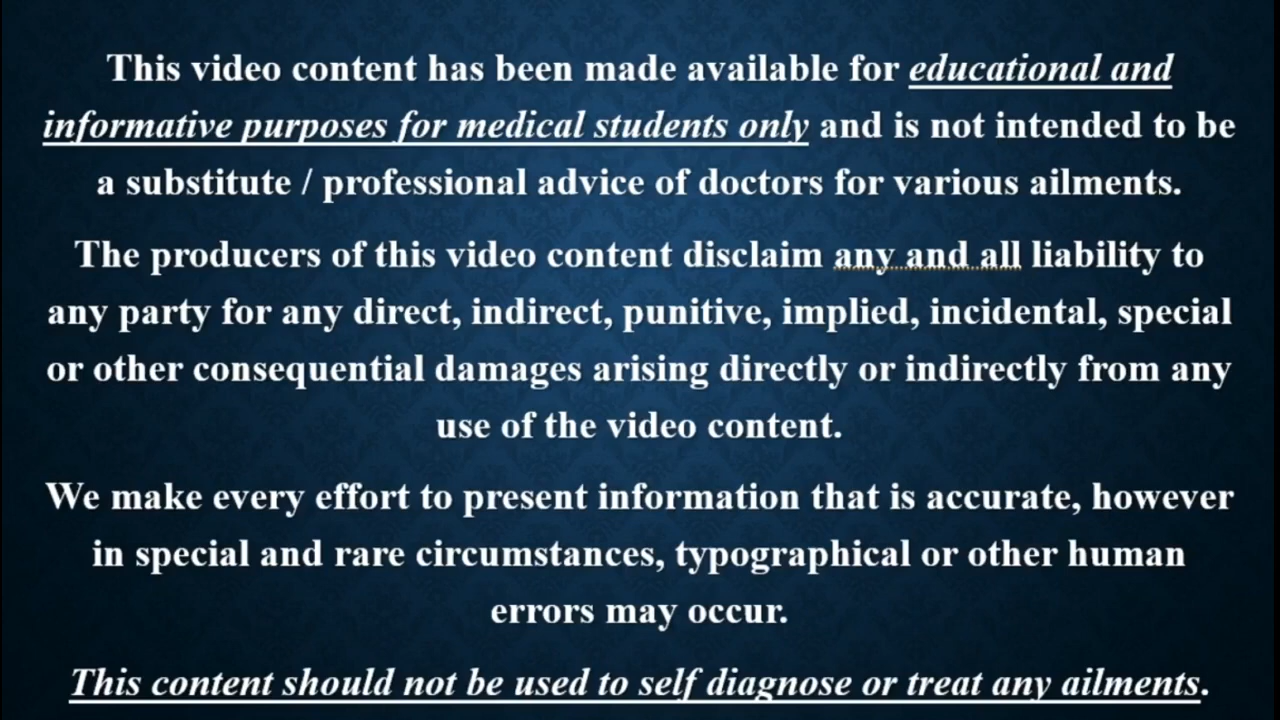 This video content has been made available for educational and
informative purposes for medical students only and is not intended to be
a substitute / professional advice of doctors for various ailments.
The producers of this video content disclaim any and all liability to
any party for any direct, indirect, punitive, implied, incidental, special
or other consequential damages arising directly or indirectly from any
use of the video content.
We make every effort to present information that is accurate, however
in special and rare circumstances, typographical or other human
errors may occur.
This content should not be used to self diagnose or treat any ailments.